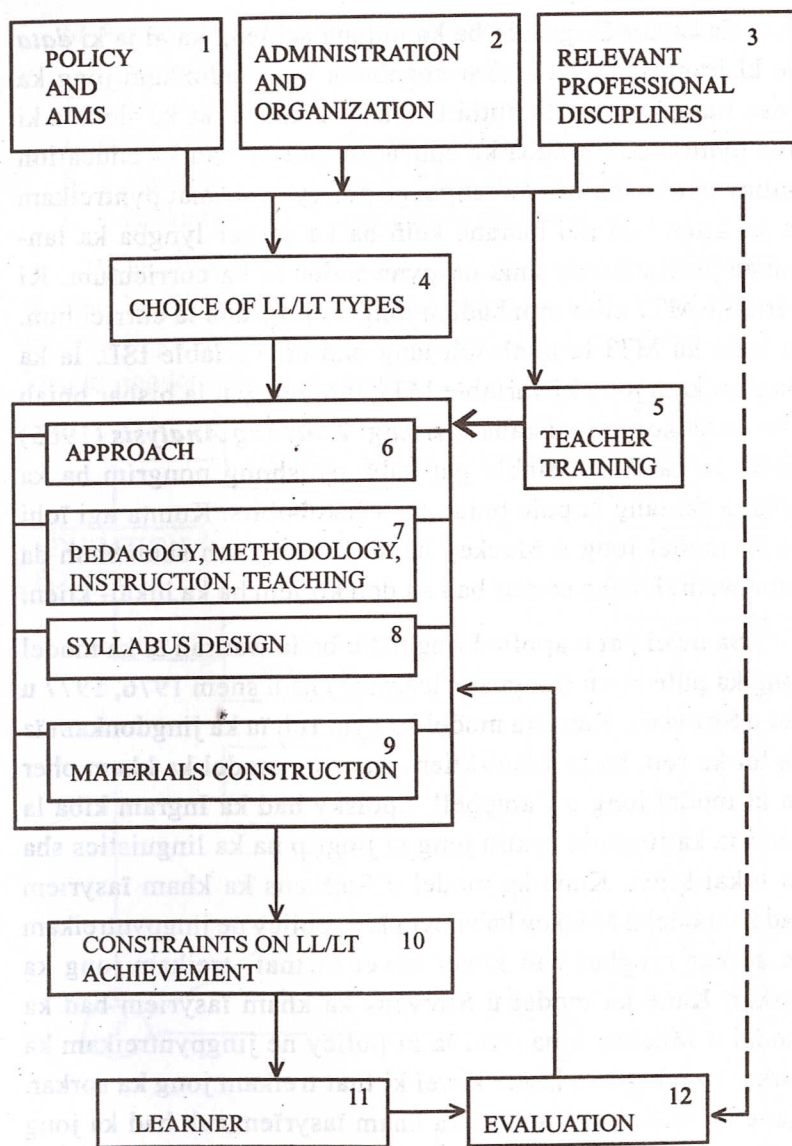 1
POLICY
AND
AIMS
2
ADMINISTRATION
AND
ORGANIZATION
3
RELEVANT
PROFESSIONAL
DISCIPLINES
4
CHOICE OF LL/LT TYPES
5
TEACHER
TRAINING
APPROACH
6
7
PEDAGOGY, METHODOLOGY,
INSTRUCTION, TEACHING
SYLLABUS DESIGN 8
9
MATERIALS CONSTRUCTION
CONSTRAINTS ON LL/LT 10
ACHIEVEMENT
11
LEARNER
12
EVALUATION